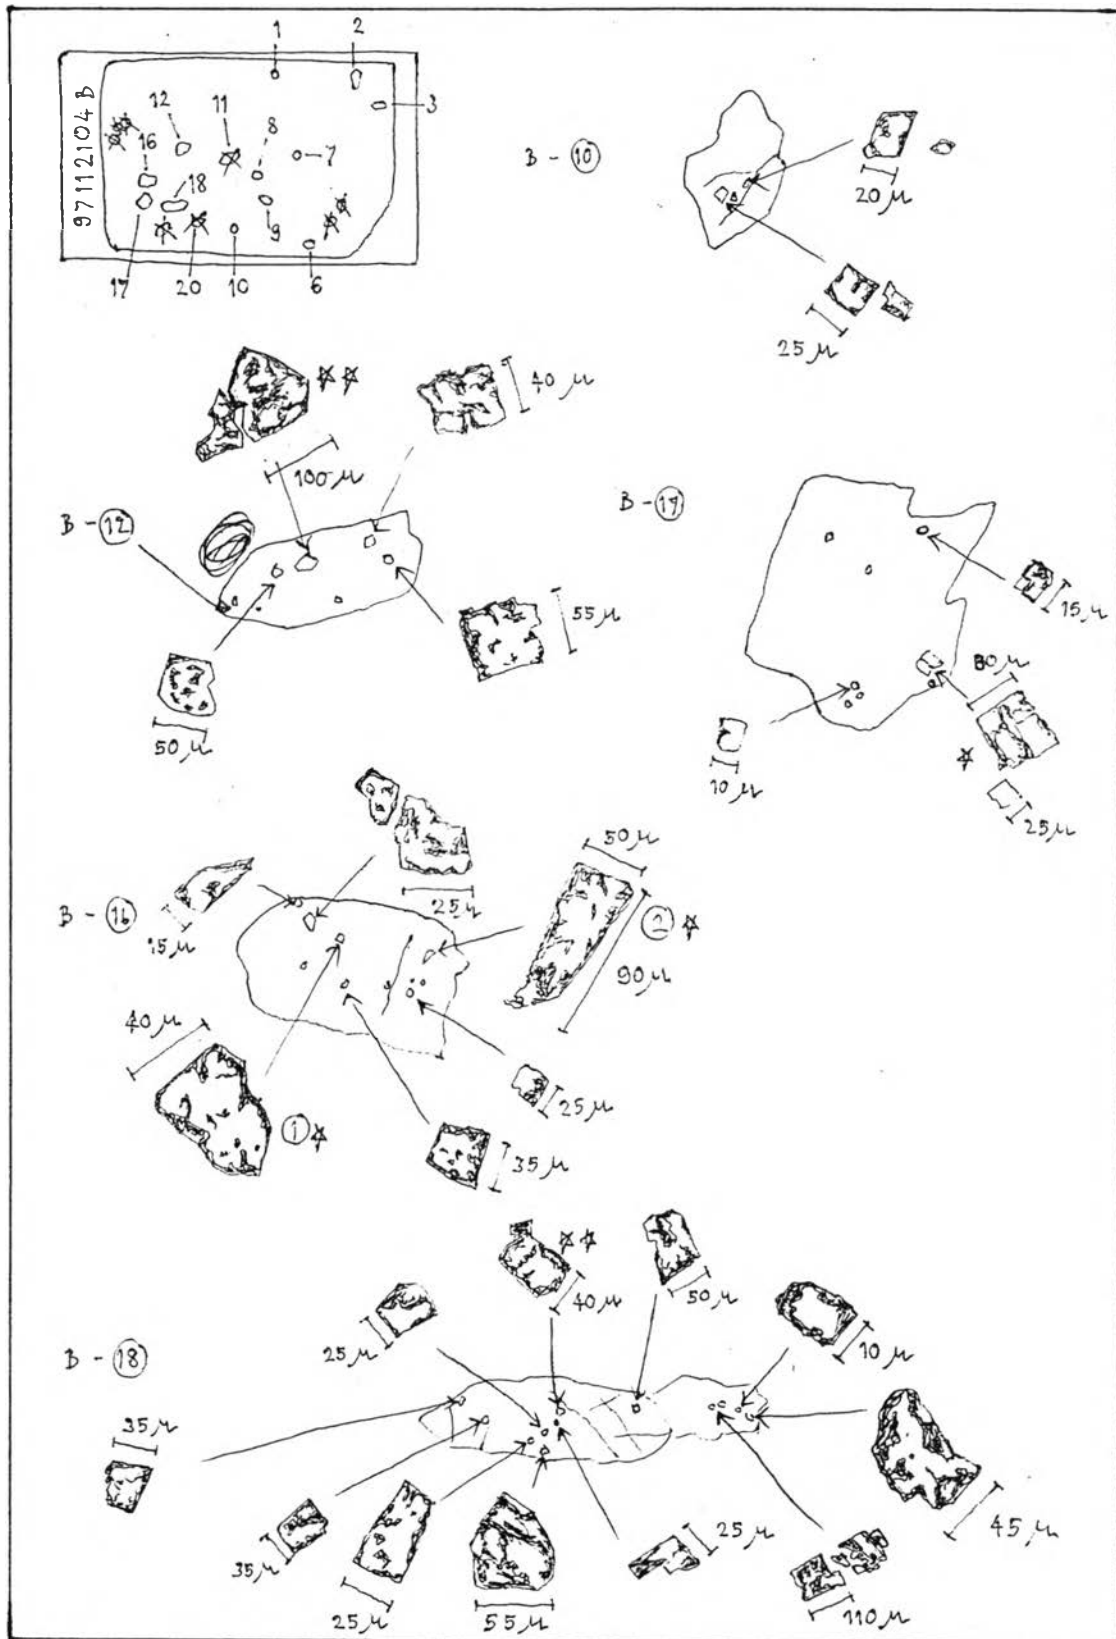 1 2
97112104B
12 11 8
16
3
7
18
9
17 20 10 6
B - 10
20 µ
25 µ
☆☆
40 µ
100 µ
B - 12
55 µ
50 µ
B - 17
15 µ
80 µ
☆
10 µ
25 µ
50 µ
25 µ
2 ☆
B - 16
15 µ
90 µ
40 µ
25 µ
1 ☆
35 µ
☆☆
40 µ
50 µ
25 µ
10 µ
B - 18
35 µ
25 µ
45 µ
35 µ
25 µ
55 µ
110 µ